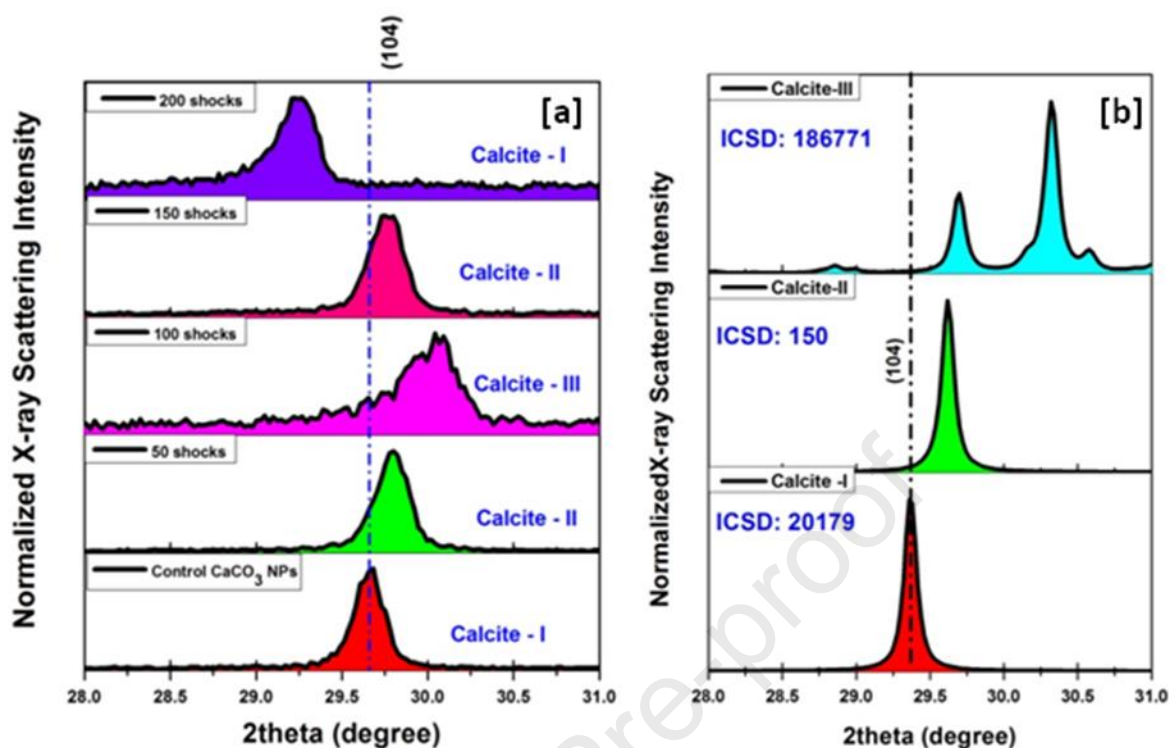 (104)
[a]
200 shocks
Calcite - I
150 shocks
Calcite - II
100 shocks
Calcite - III
50 shocks
Calcite - II
Control CaCO3 NPs
Calcite - I
28.0 28.5 29.0 29.5 30.0 30.5 31.0
2theta (degree)
Normalized X-ray Scattering Intensity
[b]
Calcite-III
ICSD: 186771
Calcite-II
ICSD: 150
(104)
Calcite -I
ICSD: 20179
28.0 28.5 29.0 29.5 30.0 30.5 31.0
2theta (degree)
NormalizedX-ray Scattering Intensity
re-proof